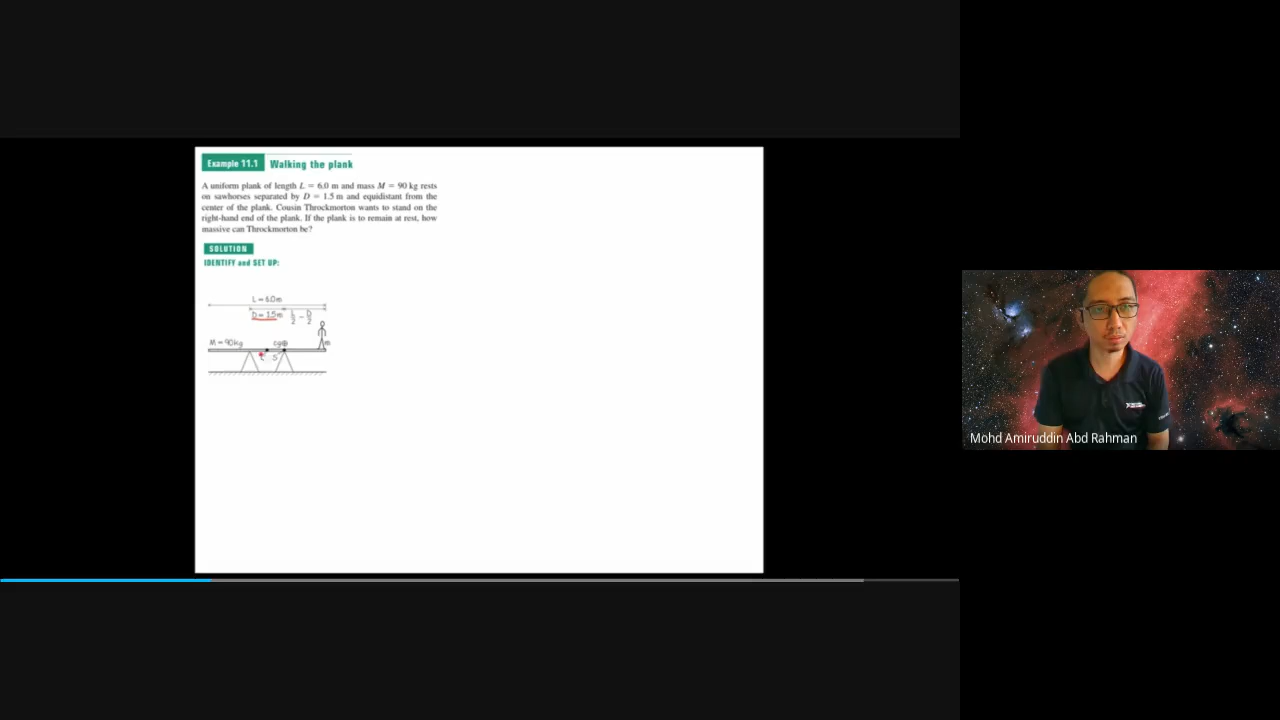 Example 11.1 Walking the plank
A uniform plank of length L = 6.0 m and mass M = 90 kg rests
on sawhorses separated by D = 1.5 m and equidistant from the
center of the plank. Cousin Throckmorton wants to stand on the
right-hand end of the plank. If the plank is to remain at rest, how
massive can Throckmorton be?
SOLUTION
IDENTIFY and SET UP:
L = 6.0m
D = 1.5m L/2 - D/2
M = 90kg cg m
S
Mohd Amiruddin Abd Rahman